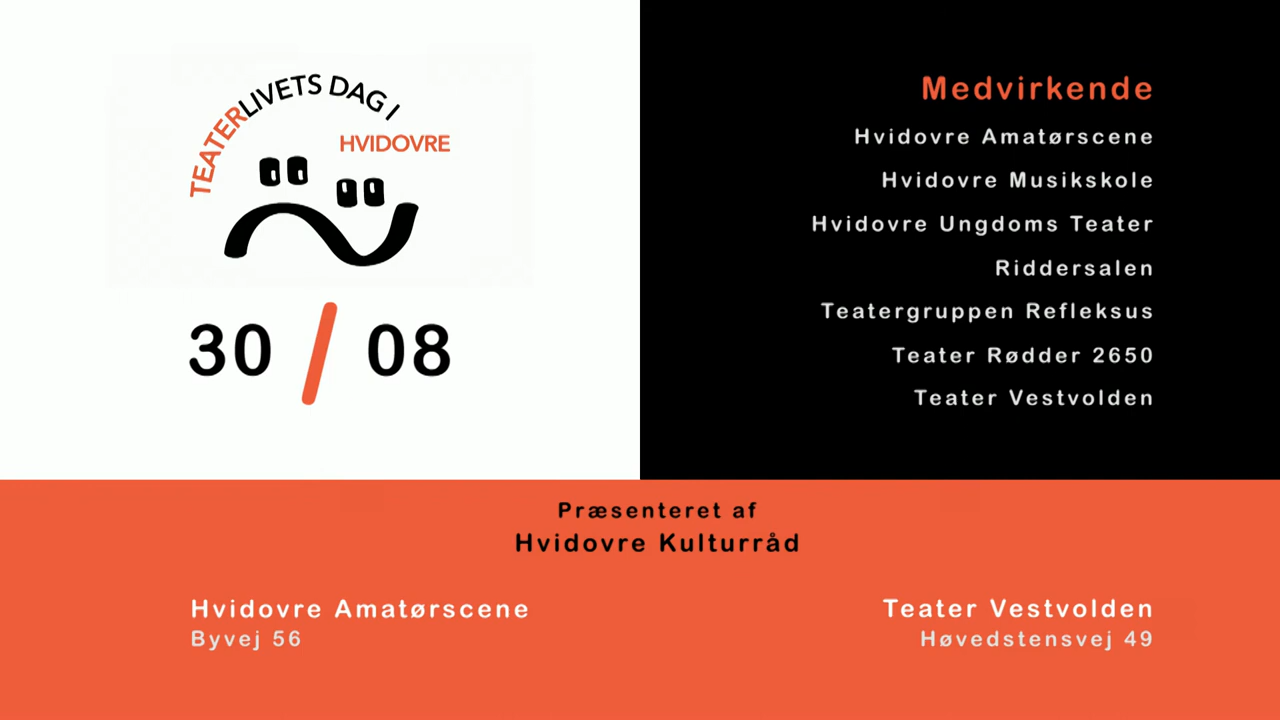 TEATERLIVETS DAG I
HVIDOVRE
30 / 08
Medvirkende
Hvidovre Amatørscene
Hvidovre Musikskole
Hvidovre Ungdoms Teater
Riddersalen
Teatergruppen Refleksus
Teater Rødder 2650
Teater Vestvolden
Præsenteret af
Hvidovre Kulturråd
Hvidovre Amatørscene
Byvej 56
Teater Vestvolden
Høvedstensvej 49